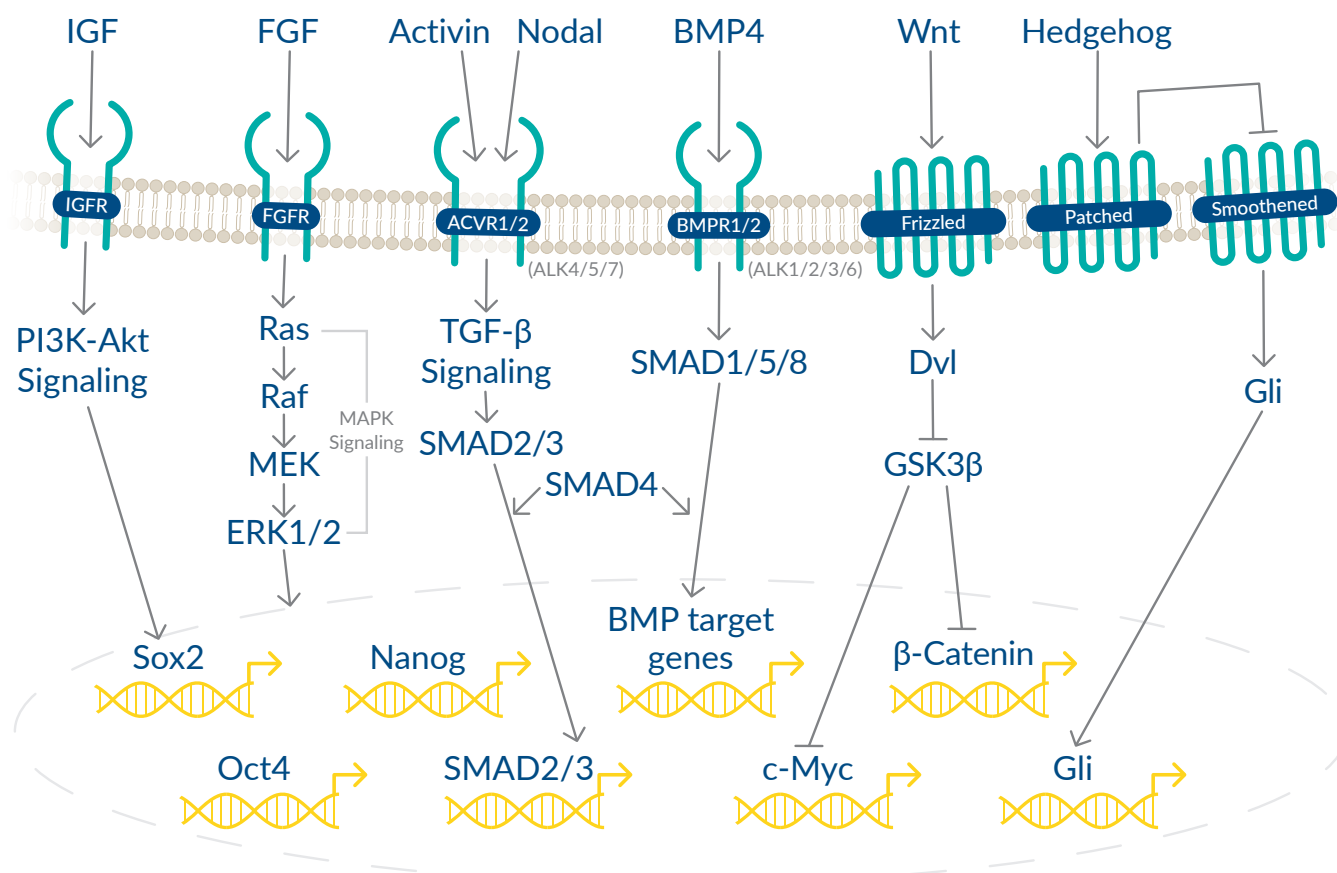 IGF
FGF
Activin
Nodal
BMP4
Wnt
Hedgehog
IGFR
FGFR
ACVR1/2
BMPR1/2
Frizzled
Patched
Smoothened
(ALK4/5/7)
(ALK1/2/3/6)
PI3K-Akt
Signaling
Ras
Raf
MEK
ERK1/2
MAPK
Signaling
TGF-β
Signaling
SMAD2/3
SMAD4
SMAD1/5/8
Dvl
GSK3β
Gli
Sox2
Nanog
BMP target
genes
β-Catenin
Oct4
SMAD2/3
c-Myc
Gli